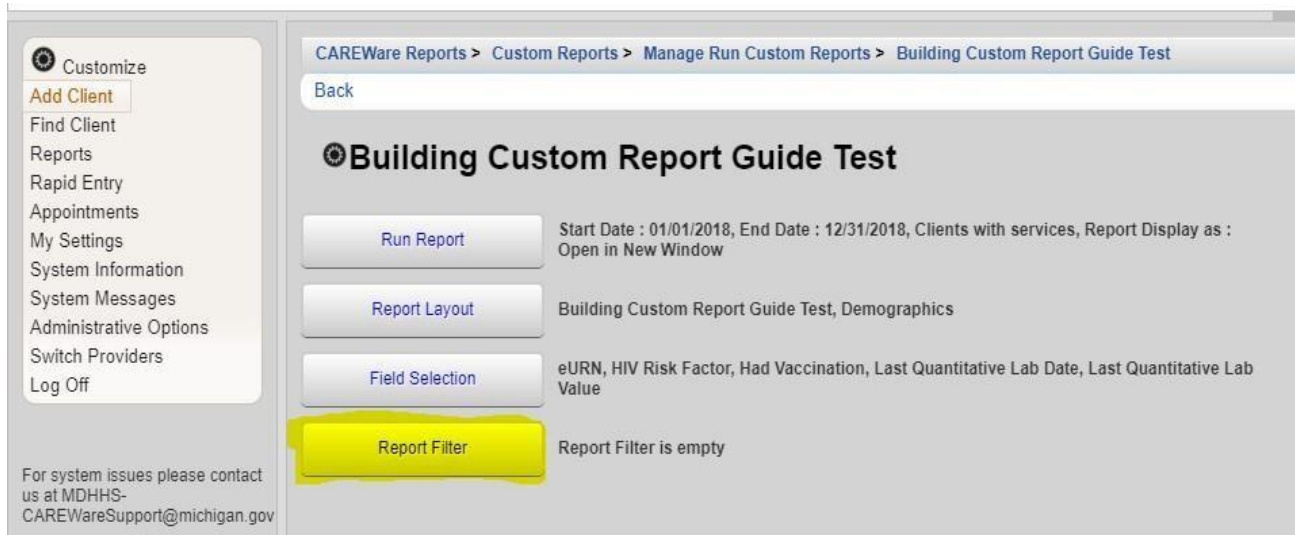 Customize
Add Client
Find Client
Reports
Rapid Entry
Appointments
My Settings
System Information
System Messages
Administrative Options
Switch Providers
Log Off
For system issues please contact
us at MDHHS-
CAREWareSupport@michigan.gov
CAREWare Reports > Custom Reports > Manage Run Custom Reports > Building Custom Report Guide Test
Back
Building Custom Report Guide Test
Run Report
Start Date : 01/01/2018, End Date : 12/31/2018, Clients with services, Report Display as :
Open in New Window
Report Layout
Building Custom Report Guide Test, Demographics
Field Selection
eURN, HIV Risk Factor, Had Vaccination, Last Quantitative Lab Date, Last Quantitative Lab
Value
Report Filter
Report Filter is empty